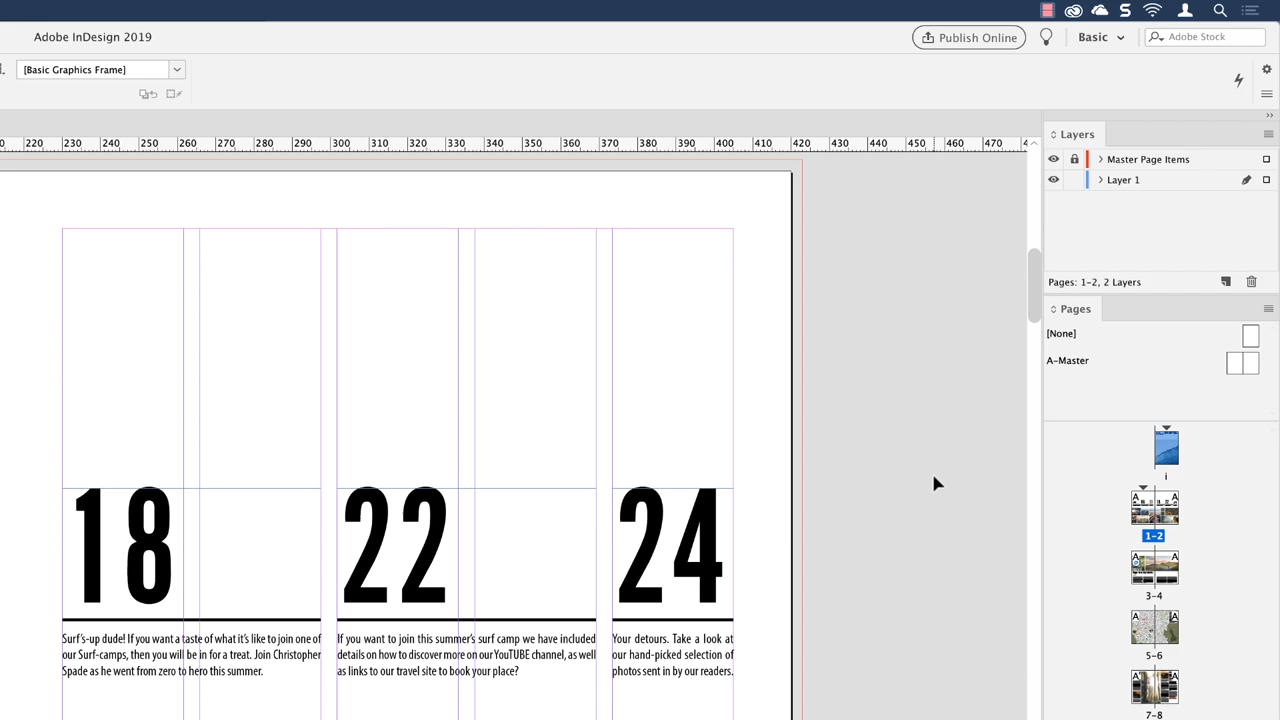 Adobe InDesign 2019
Publish Online
Basic
Adobe Stock
[Basic Graphics Frame]
220 230 240 250 260 270 280 290 300 310 320 330 340 350 360 370 380 390 400 410 420 430 440 450 460 470
Layers
Master Page Items
Layer 1
Pages: 1-2, 2 Layers
Pages
[None]
A-Master
i
A A
1-2
A A
3-4
A A
5-6
A A
7-8
18 22 24
Surf's-up dude! If you want a taste of what it's like to join one of
our Surf-camps, then you will be in for a treat. Join Christopher
Spade as he went from zero to hero this summer.
If you want to join this summer's surf camp we have included
details on how to discover more on our YouTUBE channel, as well
as links to our travel site to book your place?
Your detours. Take a look at
our hand-picked selection of
photos sent in by our readers.